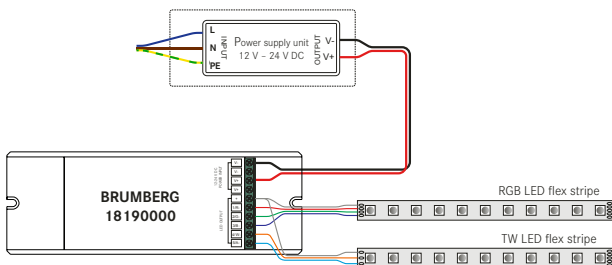 L
N
PE
INPUT
Power supply unit
12 V – 24 V DC
OUTPUT
V-
V+
BRUMBERG
18190000
RGB LED flex stripe
TW LED flex stripe